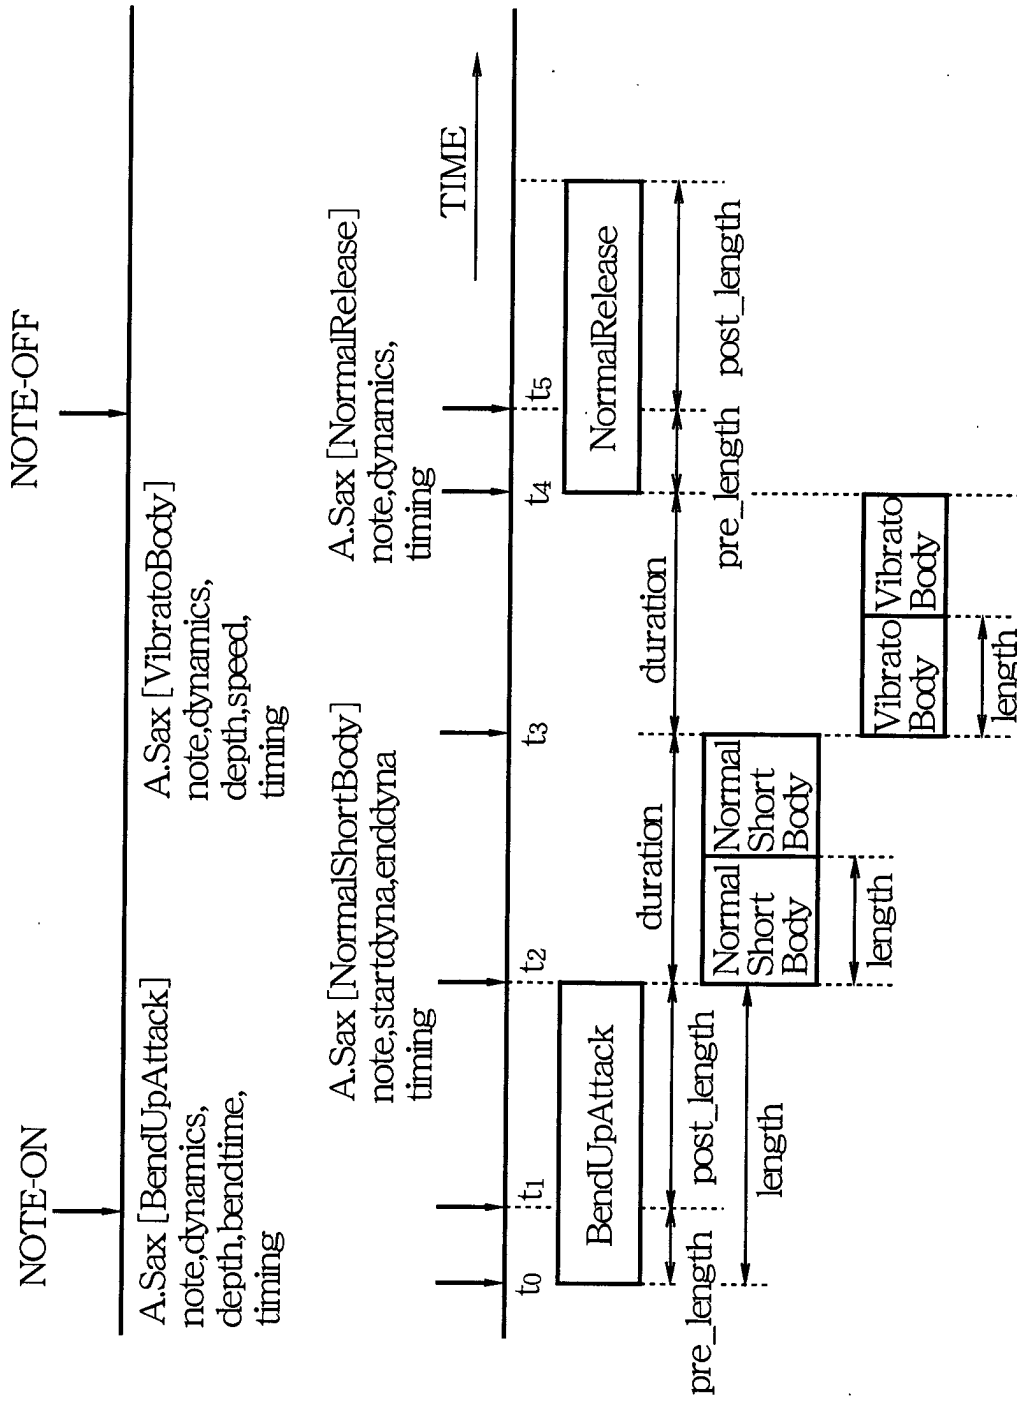 NOTE-ON
NOTE-OFF
A.Sax [BendUpAttack]
note,dynamics,
depth,bendtime,
timing
A.Sax [VibratoBody]
note,dynamics,
depth,speed,
timing
A.Sax [NormalShortBody]
note,startdyna,enddyna
timing
A.Sax [NormalRelease]
note,dynamics,
timing
TIME
t0
t1
t2
t3
t4
t5
BendUpAttack
NormalRelease
pre_length
post_length
duration
duration
pre_length
post_length
length
Normal
Short
Body
Normal
Short
Body
length
Vibrato
Body
Vibrato
Body
length